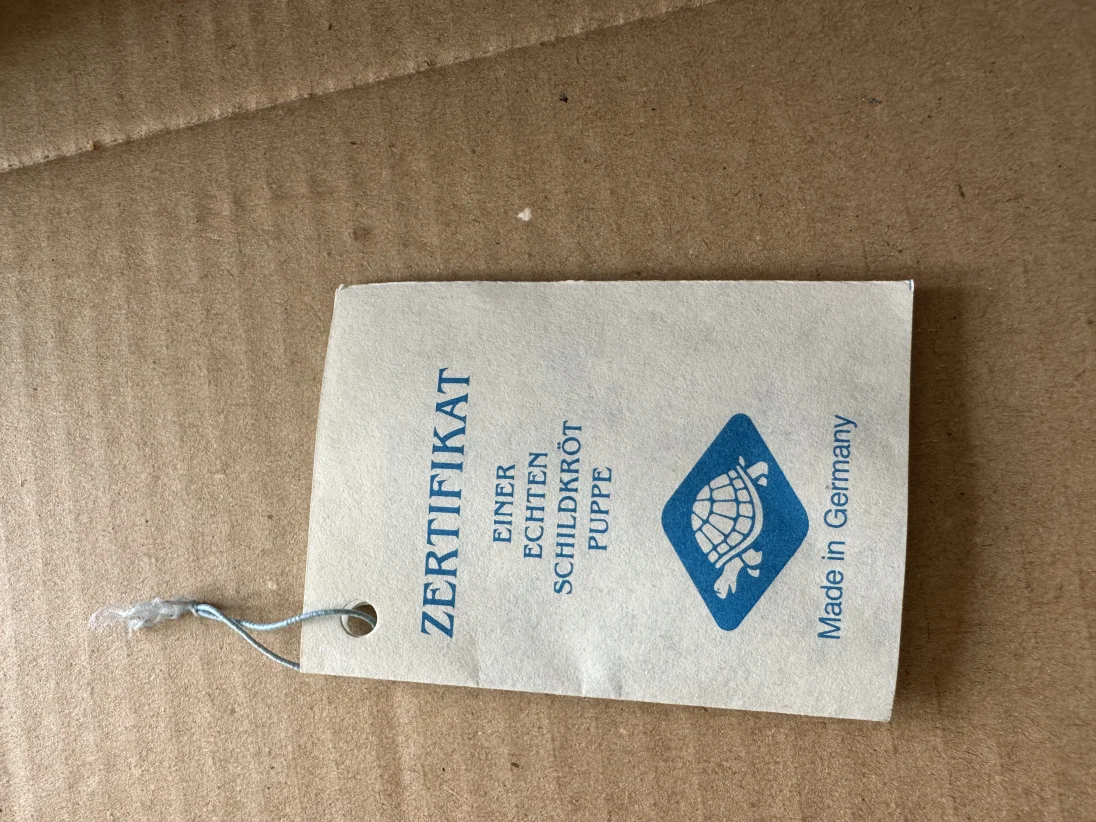 ZERTIFIKAT
EINER
ECHTEN
SCHILDKRÖT
PUPPE
Made in Germany